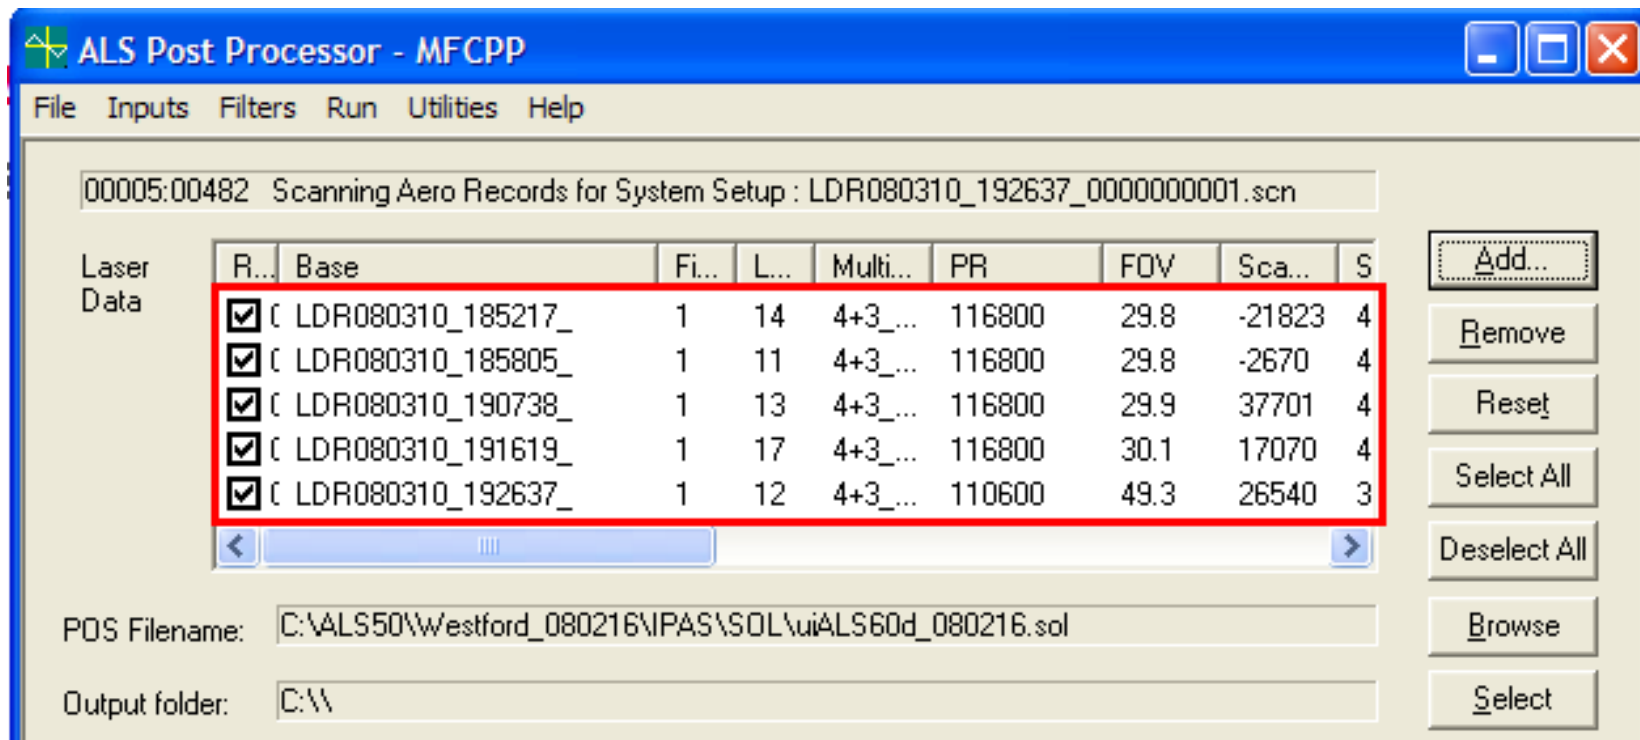 ALS Post Processor - MFCPP
File Inputs Filters Run Utilities Help
00005:00482 Scanning Aero Records for System Setup : LDR080310_192637_0000000001.scn
Laser Data
R... Base Fi... L... Multi... PR FOV Sca... S
LDR080310_185217_ 1 14 4+3_... 116800 29.8 -21823 4
LDR080310_185805_ 1 11 4+3_... 116800 29.8 -2670 4
LDR080310_190738_ 1 13 4+3_... 116800 29.9 37701 4
LDR080310_191619_ 1 17 4+3_... 116800 30.1 17070 4
LDR080310_192637_ 1 12 4+3_... 110600 49.3 26540 3
Add...
Remove
Reset
Select All
Deselect All
POS Filename: C:\ALS50\Westford_080216\IPAS\SOL\uiALS60d_080216.sol Browse
Output folder: C:\\ Select